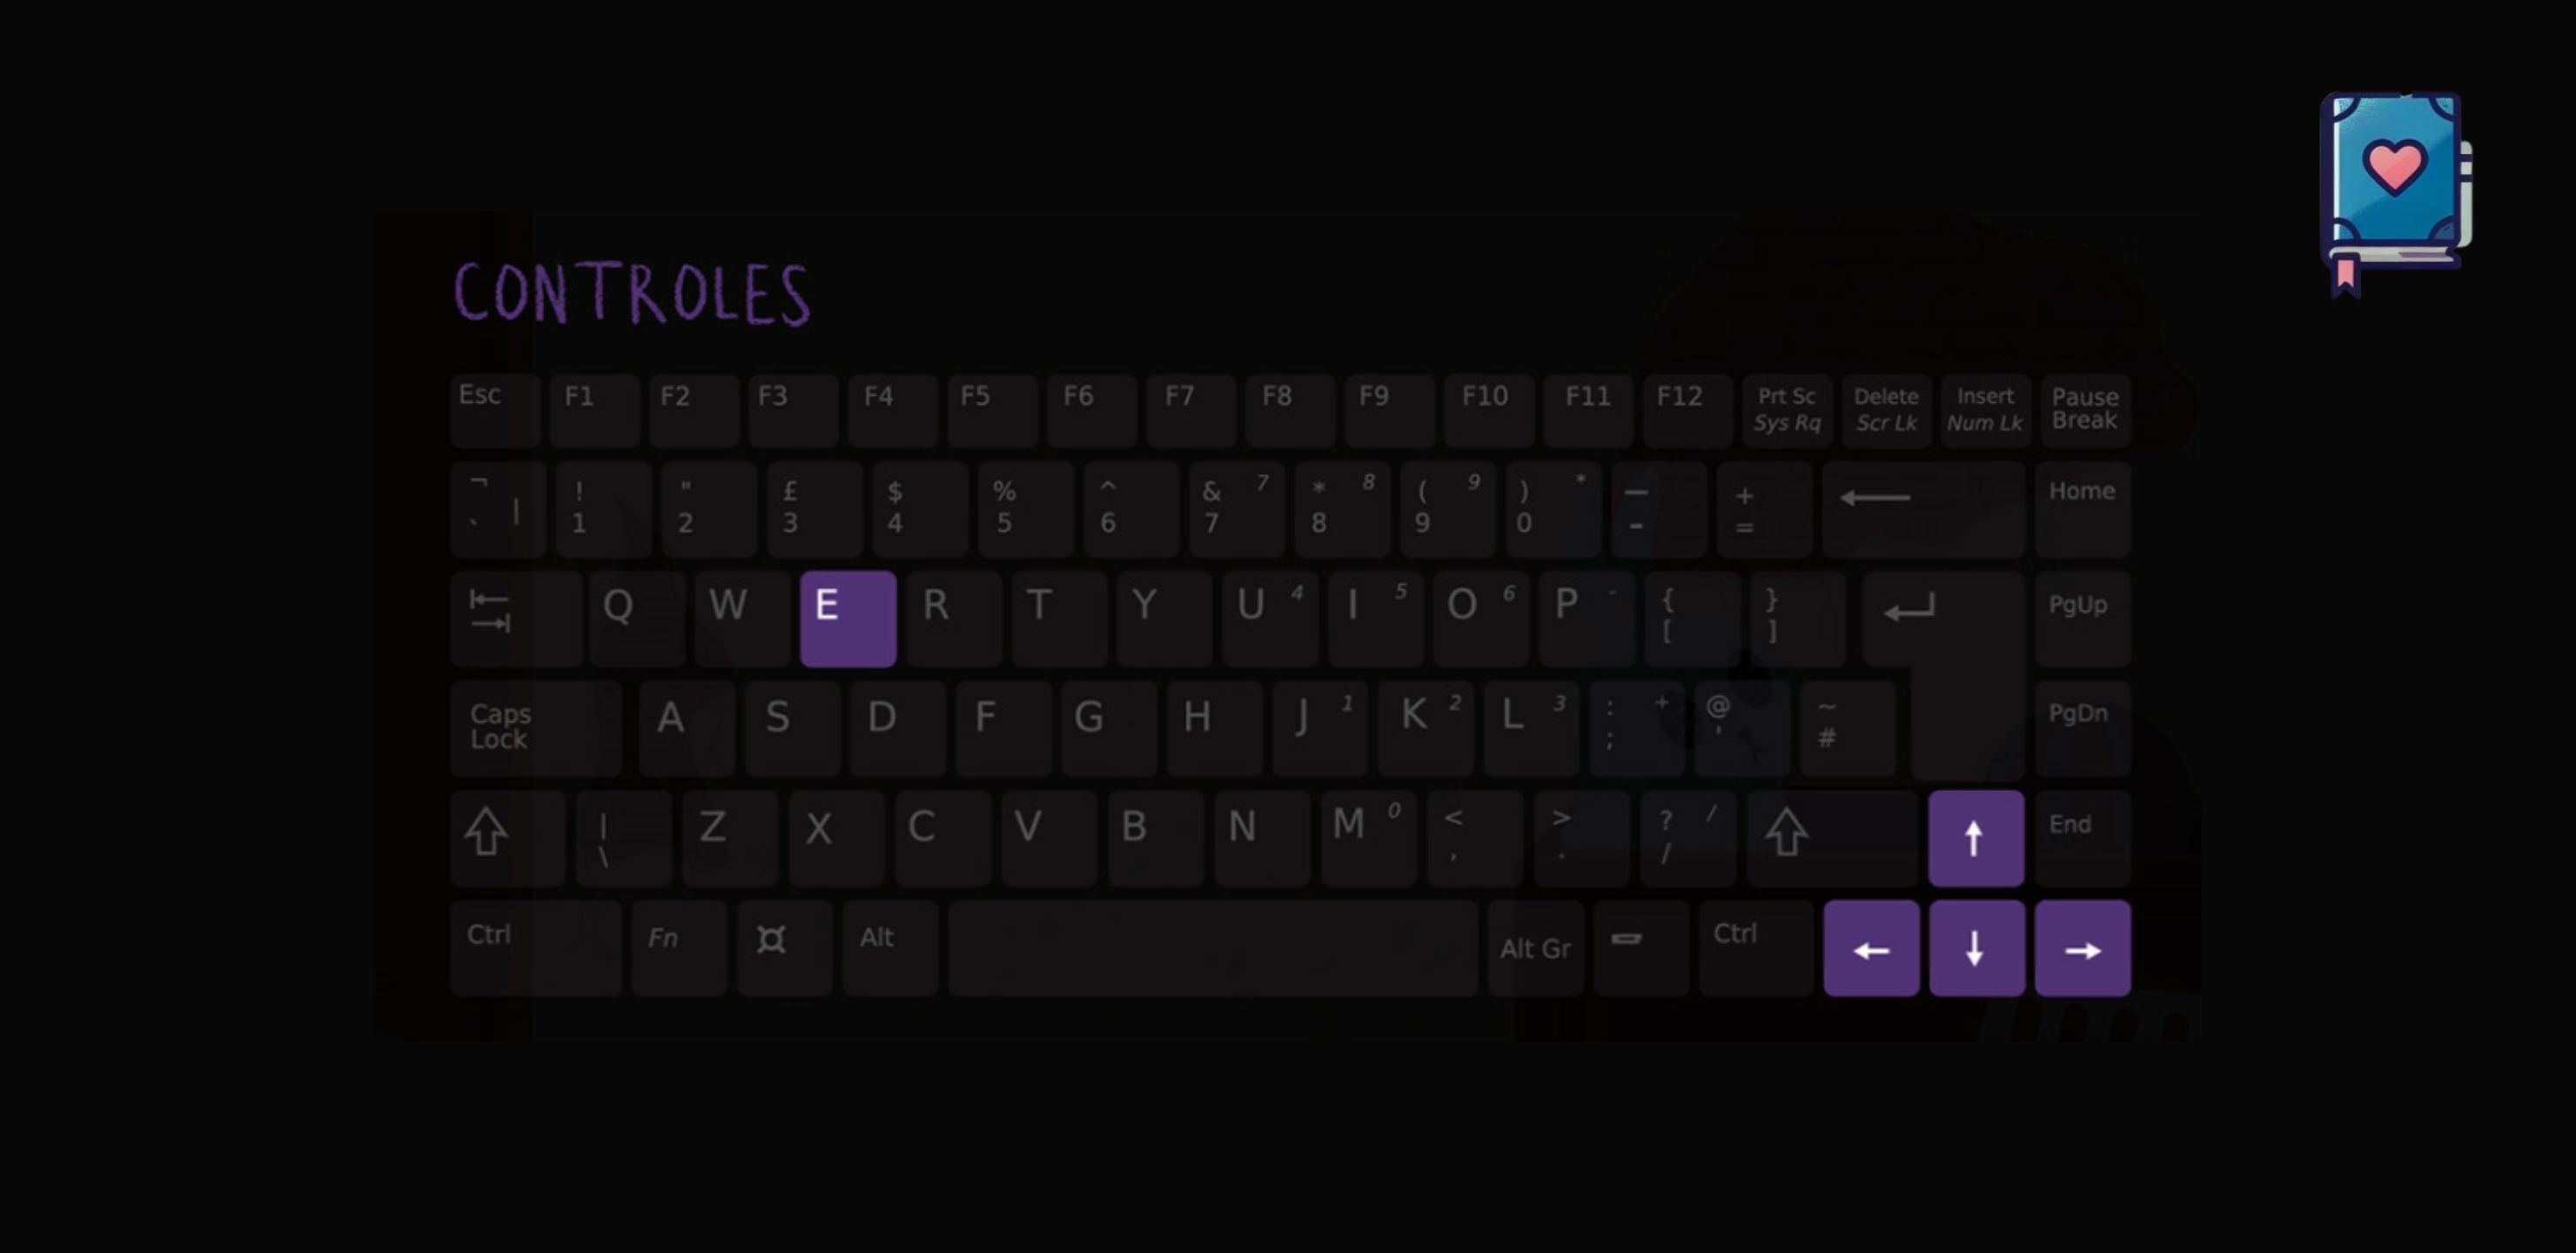 CONTROLES
Esc F1 F2 F3 F4 F5 F6 F7 F8 F9 F10 F11 F12 Prt Sc Sys Rq Delete Scr Lk Insert Num Lk Pause Break
¬ ` | ! 1 " 2 £ 3 $ 4 % 5 ^ 6 & 7 7 * 8 8 ( 9 9 ) 0 * — - + = ← Home
Q W E R T Y U 4 I 5 O 6 P - { [ } ] ↵ PgUp
Caps Lock A S D F G H J 1 K 2 L 3 : ; + @ ' ~ # PgDn
⇧ | \ Z X C V B N M 0 < , > . ? / / ⇧ ↑ End
Ctrl Fn Alt Alt Gr Ctrl ← ↓ →